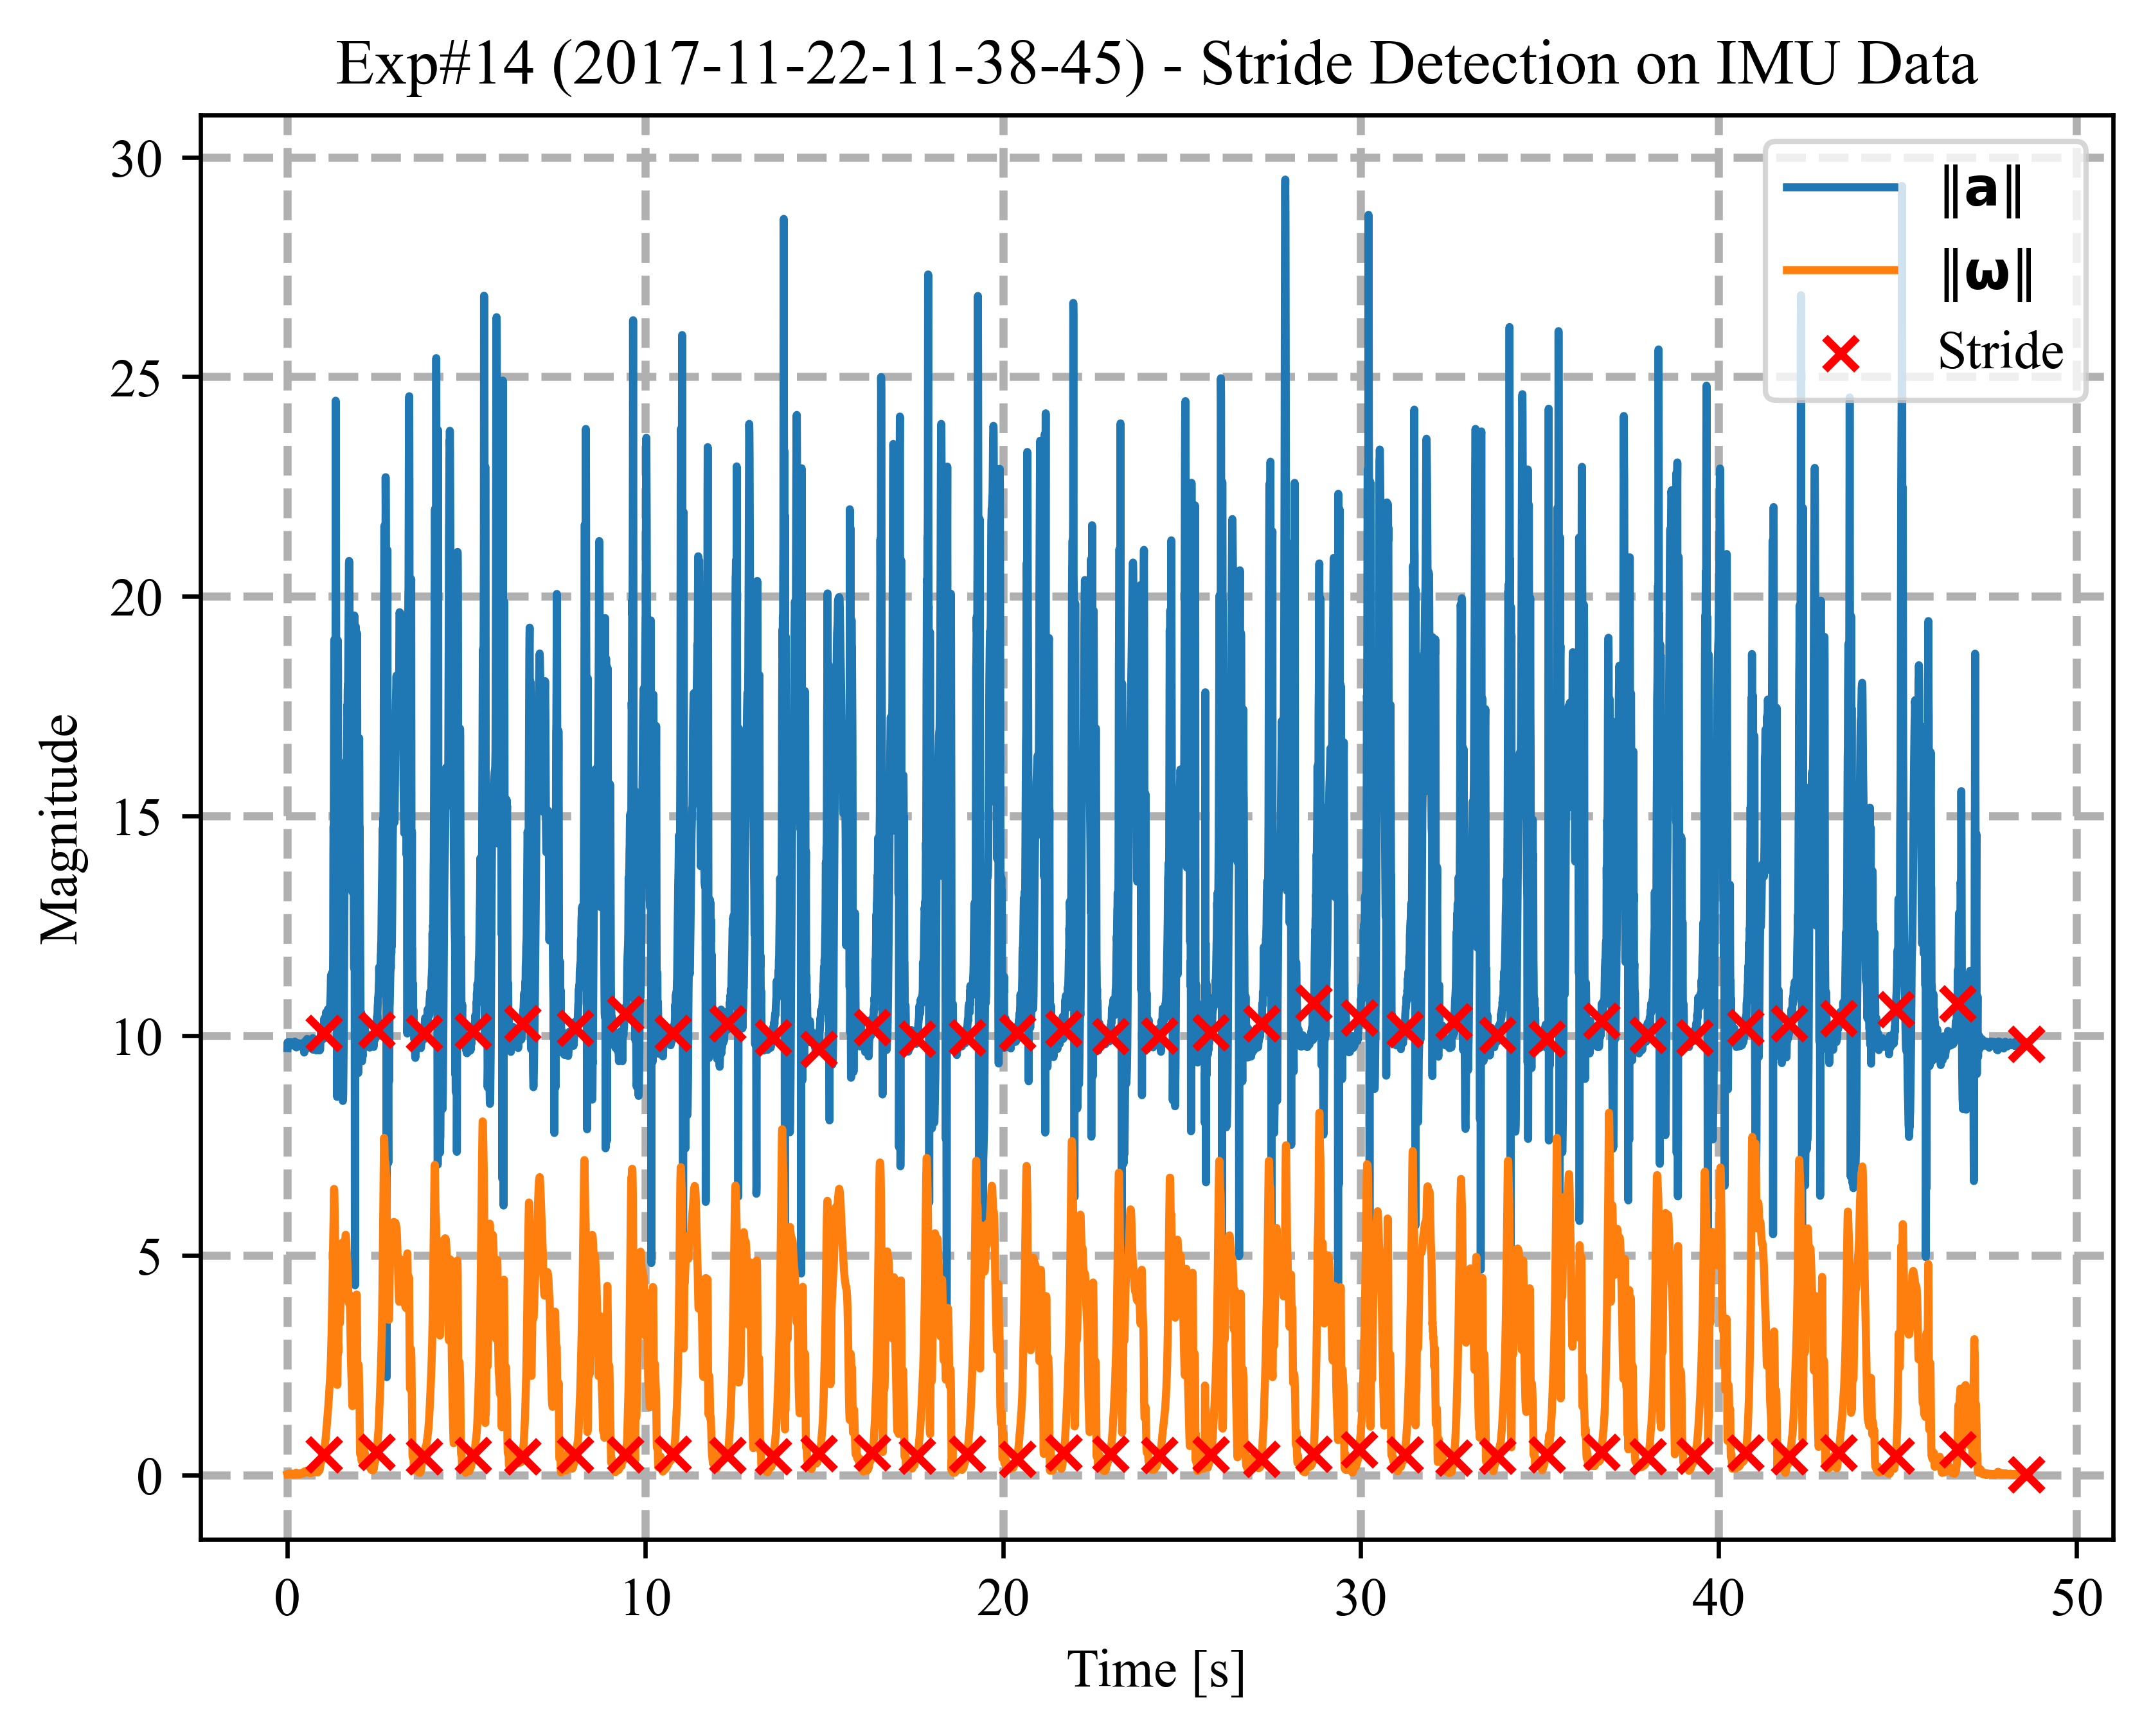 Exp#14 (2017-11-22-11-38-45) - Stride Detection on IMU Data
30
25
20
15
10
5
0
Magnitude
‖a‖
‖ω‖
Stride
0 10 20 30 40 50
Time [s]